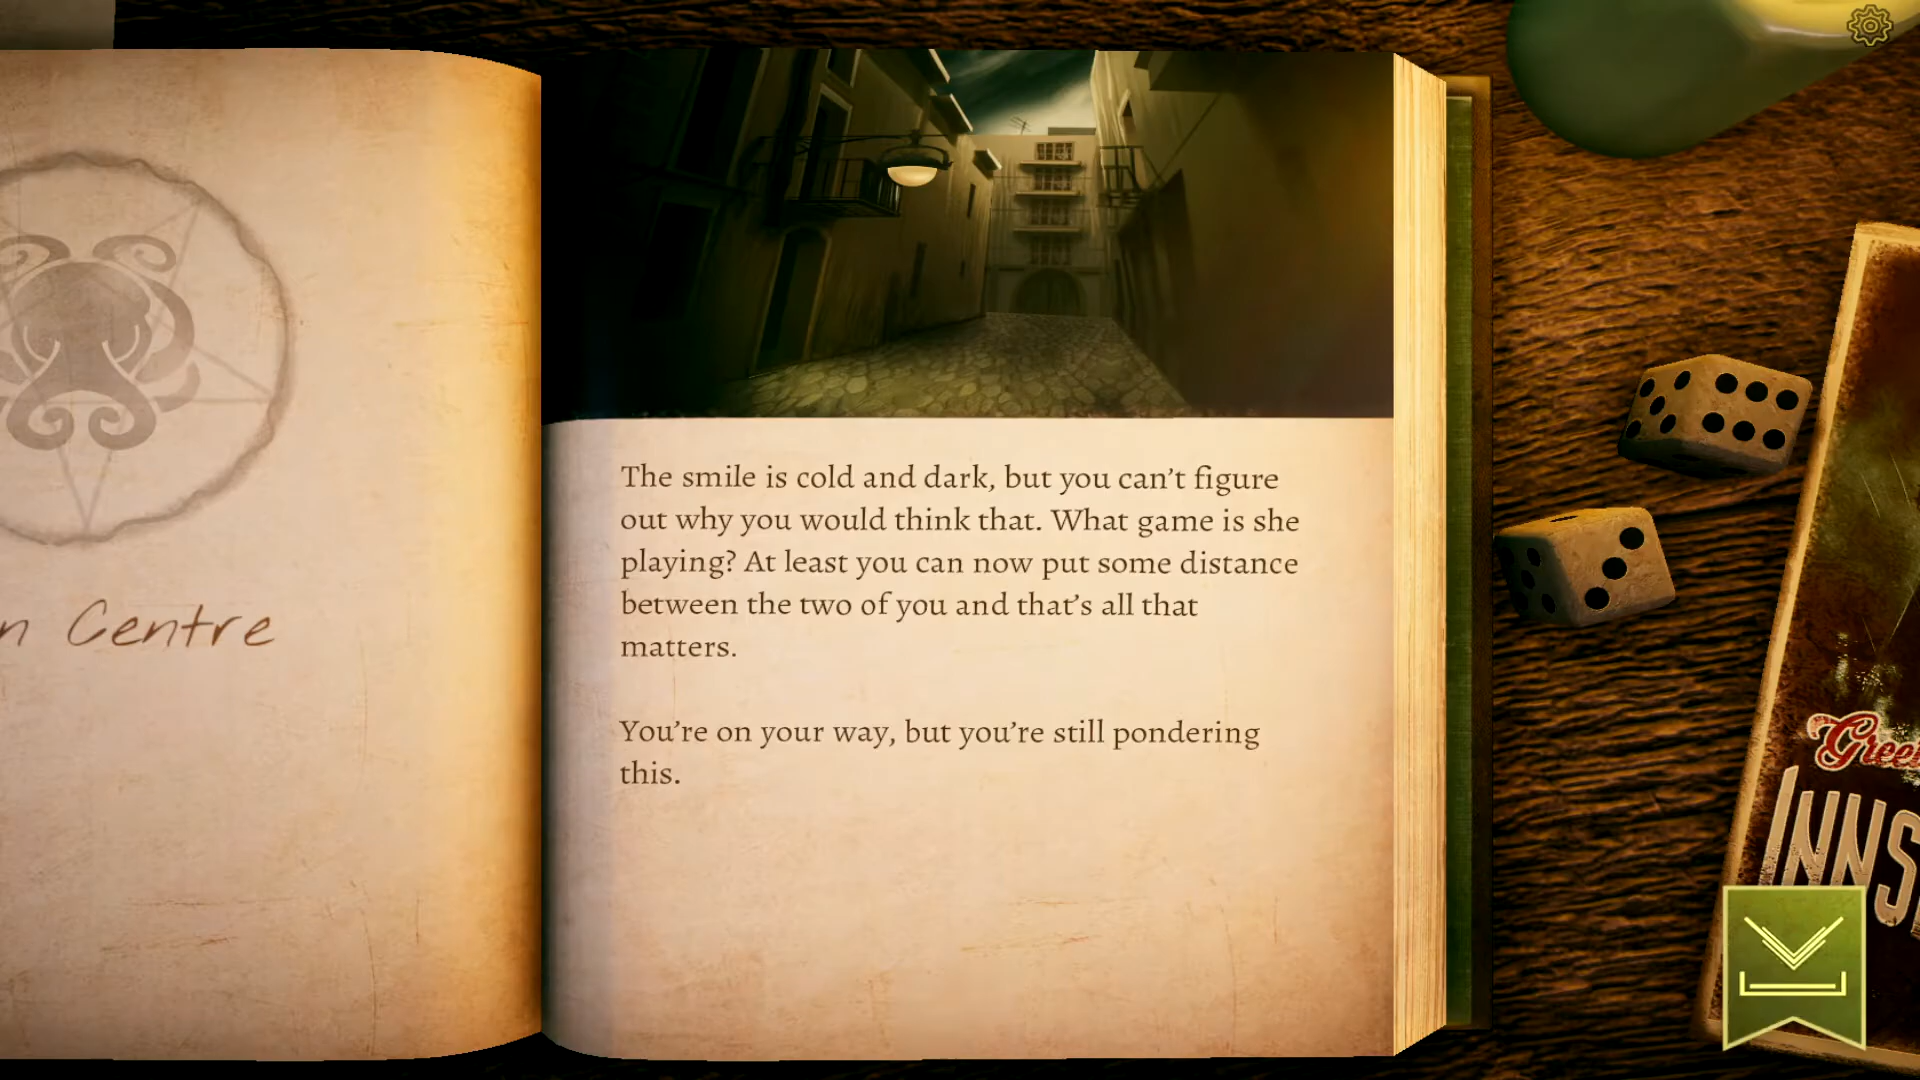 n Centre
The smile is cold and dark, but you can’t figure
out why you would think that. What game is she
playing? At least you can now put some distance
between the two of you and that’s all that
matters.
You’re on your way, but you’re still pondering
this.